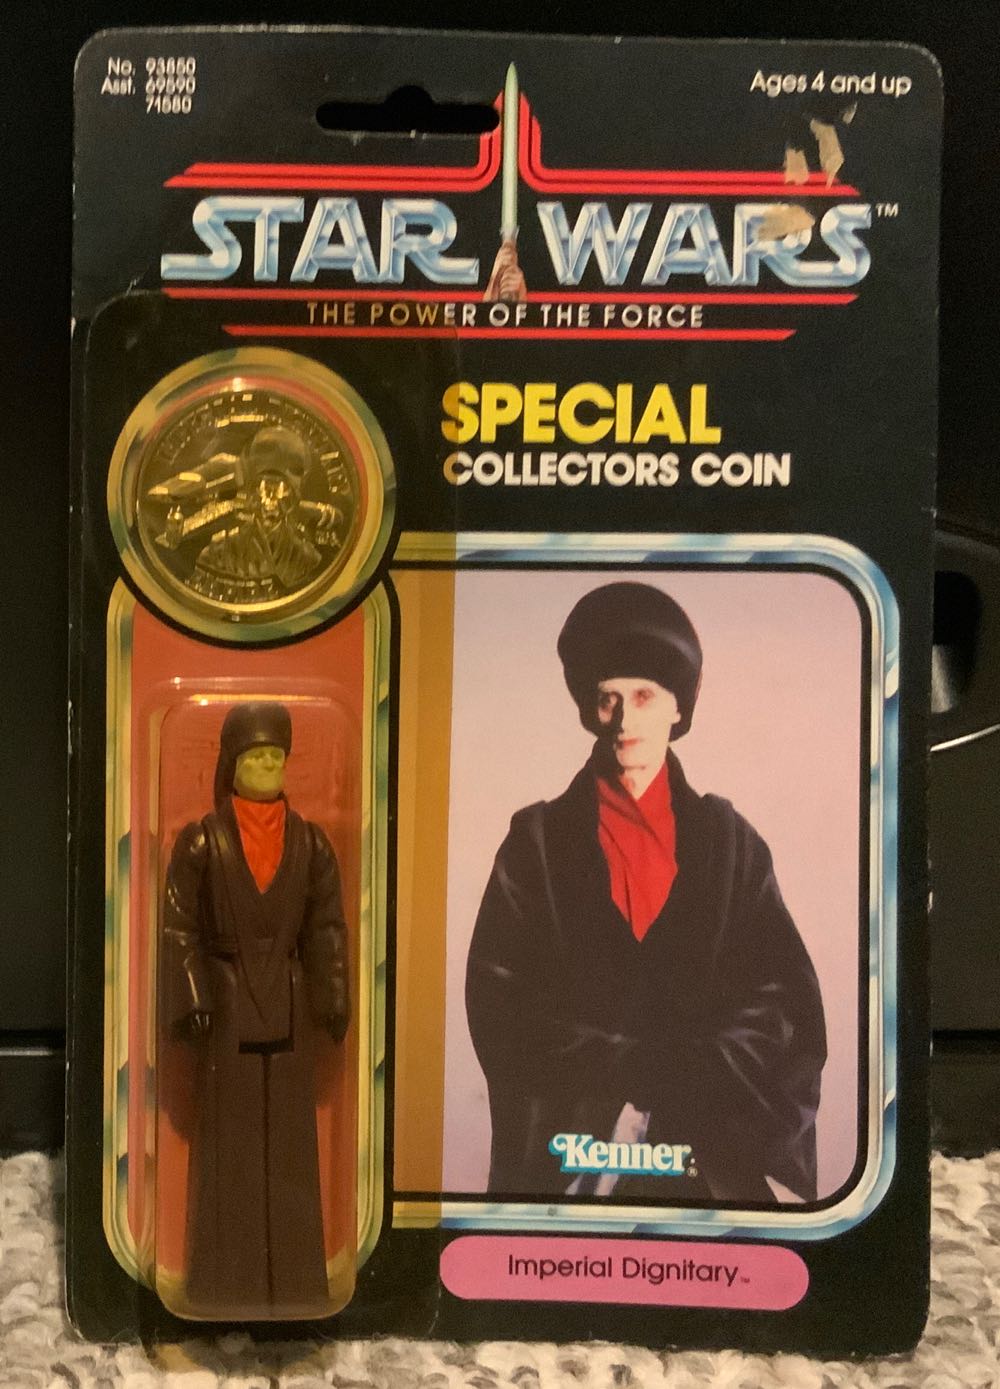 No. 93850
Asst. 69590
71580
Ages 4 and up
STAR WARS™
THE POWER OF THE FORCE
SPECIAL
COLLECTORS COIN
Kenner®
Imperial Dignitary™